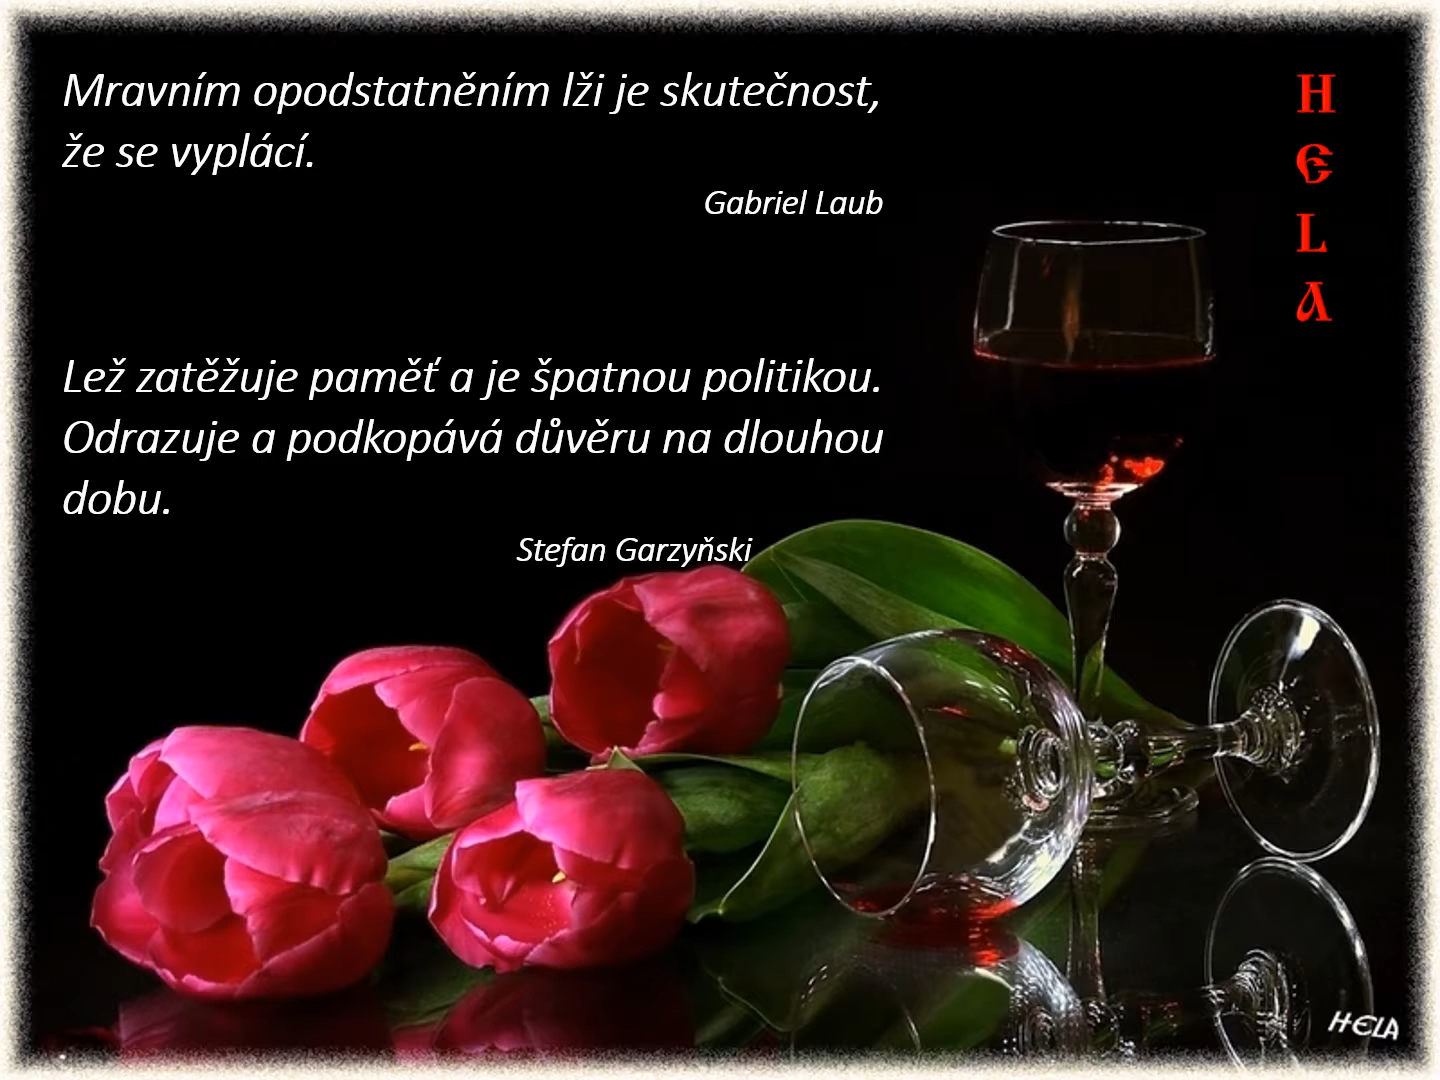 Mravním opodstatněním lži je skutečnost,
že se vyplácí.
Gabriel Laub
Lež zatěžuje paměť a je špatnou politikou.
Odrazuje a podkopává důvěru na dlouhou
dobu.
Stefan Garzyňski
H
E
L
A
HELA